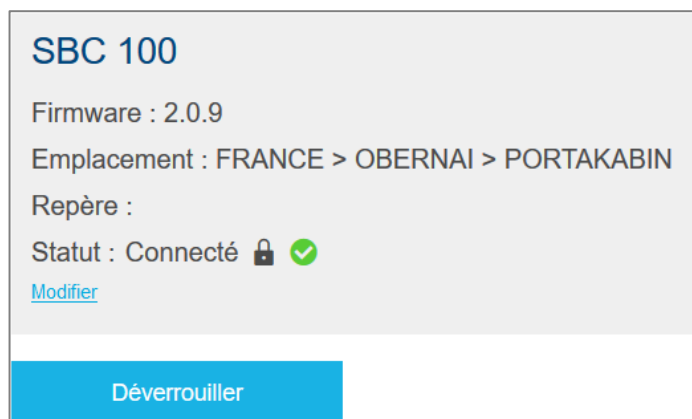 SBC 100
Firmware : 2.0.9
Emplacement : FRANCE > OBERNAI > PORTAKABIN
Repère :
Statut : Connecté
Modifier
Déverrouiller